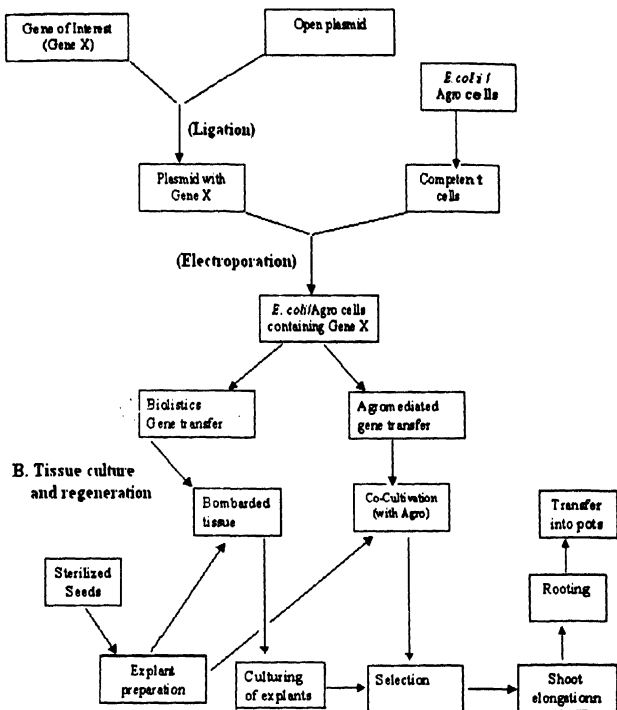 Gene of Interest
(Gene X)
Open plasmid
E.coli /
Agro cells
(Ligation)
Plasmid with
Gene X
Competent
cells
(Electroporation)
E. coli/Agro cells
containing Gene X
Biolistics
Gene transfer
Agromediated
gene transfer
B. Tissue culture
and regeneration
Bombarded
tissue
Co-Cultivation
(with Agro)
Transfer
into pots
Sterilized
Seeds
Rooting
Explant
preparation
Culturing
of explants
Selection
Shoot
elongationn